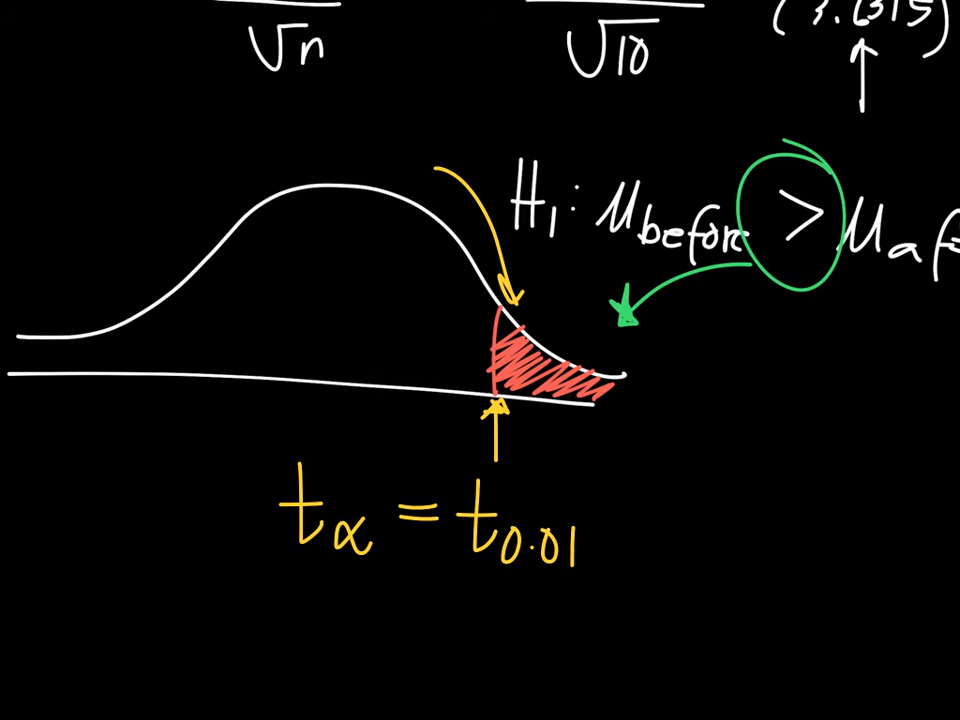 √n √10
H₁: μbefore > μaf
tα = t0.01